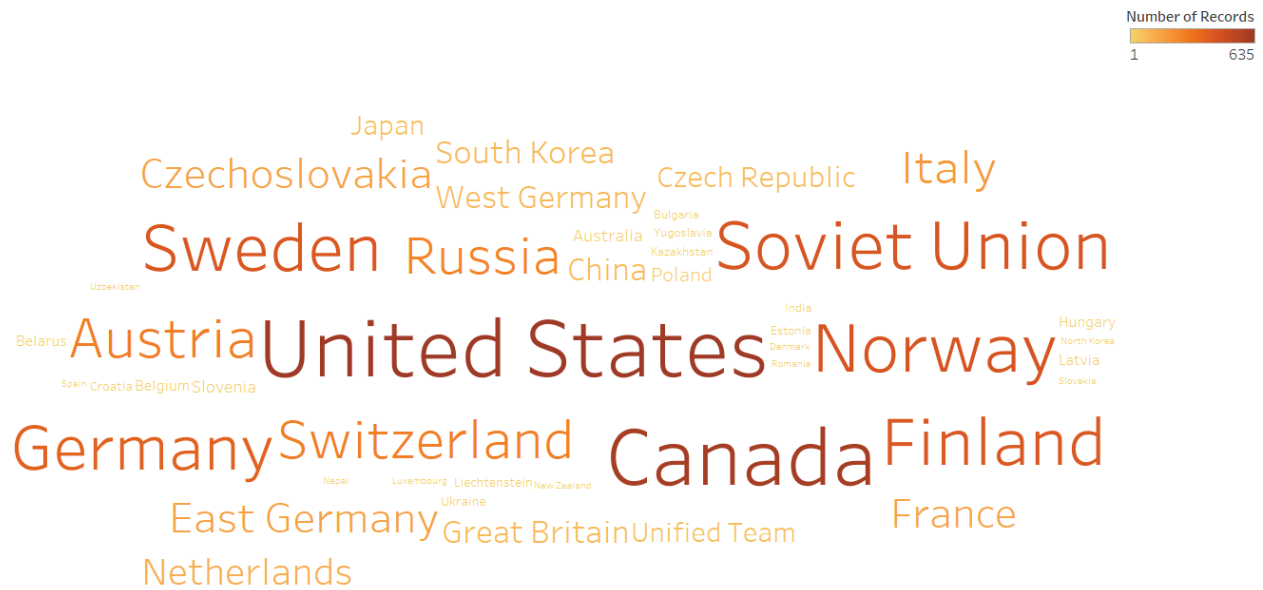 Number of Records
1 635
Japan
South Korea
Czechoslovakia
Italy
Czech Republic
West Germany
Bulgaria
Yugoslavia
Australia
Kazakhstan
Sweden
Russia
China
Poland
Soviet Union
Uzbekistan
India
Hungary
Estonia
Belarus
Austria
United States
Denmark
Romania
Norway
North Korea
Latvia
Slovakia
Spain
Croatia
Belgium
Slovenia
Germany
Switzerland
Canada
Finland
Nepal
Luxembourg
Liechtenstein
New Zealand
Ukraine
East Germany
Great Britain
Unified Team
France
Netherlands